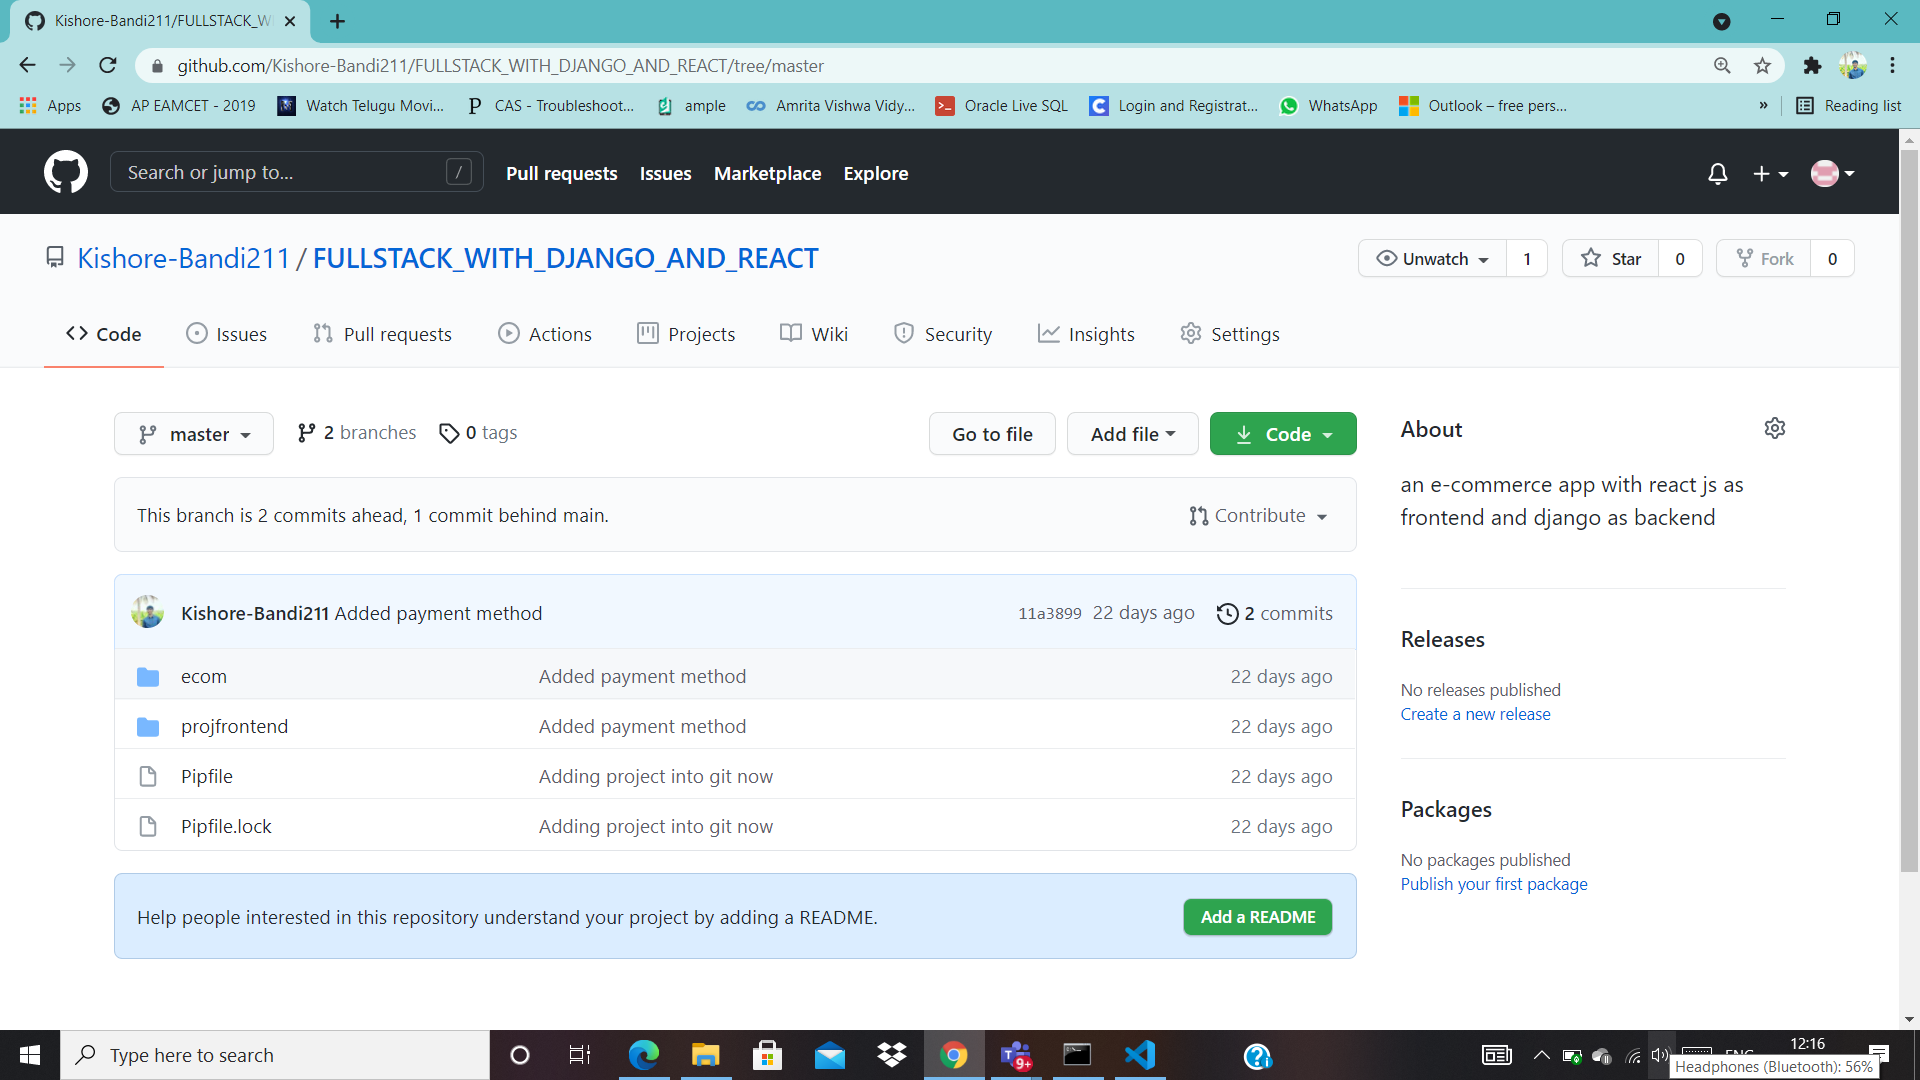 Kishore-Bandi211/FULLSTACK_W
github.com/Kishore-Bandi211/FULLSTACK_WITH_DJANGO_AND_REACT/tree/master
Apps AP EAMCET - 2019 Watch Telugu Movi... CAS - Troubleshoot... ample Amrita Vishwa Vidy... Oracle Live SQL Login and Registrat... WhatsApp Outlook – free pers... » Reading list
Search or jump to... / Pull requests Issues Marketplace Explore
Kishore-Bandi211 / FULLSTACK_WITH_DJANGO_AND_REACT Unwatch 1 Star 0 Fork 0
Code Issues Pull requests Actions Projects Wiki Security Insights Settings
master 2 branches 0 tags Go to file Add file Code
This branch is 2 commits ahead, 1 commit behind main. Contribute
Kishore-Bandi211 Added payment method 11a3899 22 days ago 2 commits
ecom Added payment method 22 days ago
projfrontend Added payment method 22 days ago
Pipfile Adding project into git now 22 days ago
Pipfile.lock Adding project into git now 22 days ago
Help people interested in this repository understand your project by adding a README. Add a README
About
an e-commerce app with react js as
frontend and django as backend
Releases
No releases published
Create a new release
Packages
No packages published
Publish your first package
Type here to search
9+
12:16
Headphones (Bluetooth): 56%